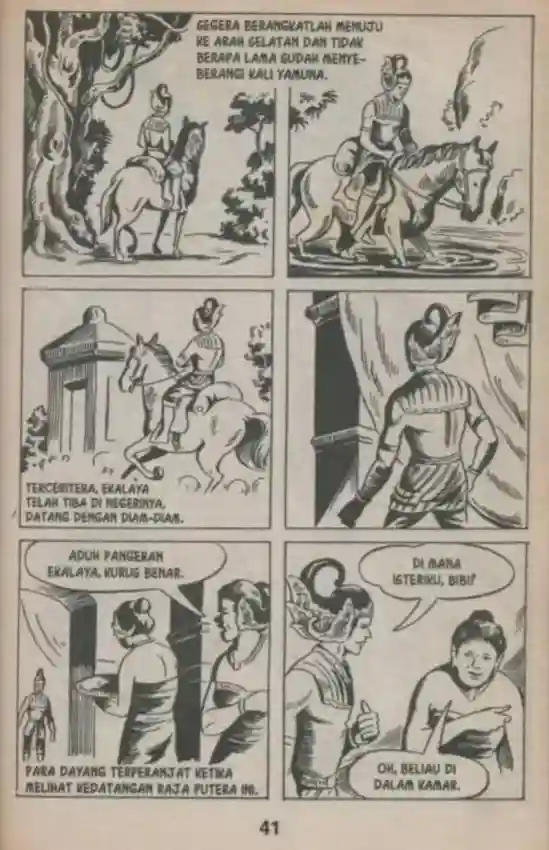 SEGERA BERANGKATLAH MENUJU
KE ARAH SELATAN DAN TIDAK
BERAPA LAMA SUDAH MENYE-
BERANGI KALI YAMUNA.
TERCERITERA, EKALAYA
TELAH TIBA DI NEGERINYA,
DATANG DENGAN DIAM-DIAM.
ADUH PANGERAN
EKALAYA, KURUS BENAR.
PARA DAYANG TERPERANJAT KETIKA
MELIHAT KEDATANGAN RAJA PUTERA INI.
DI MANA
ISTERIKU, BIBI?
OH, BELIAU DI
DALAM KAMAR.
41